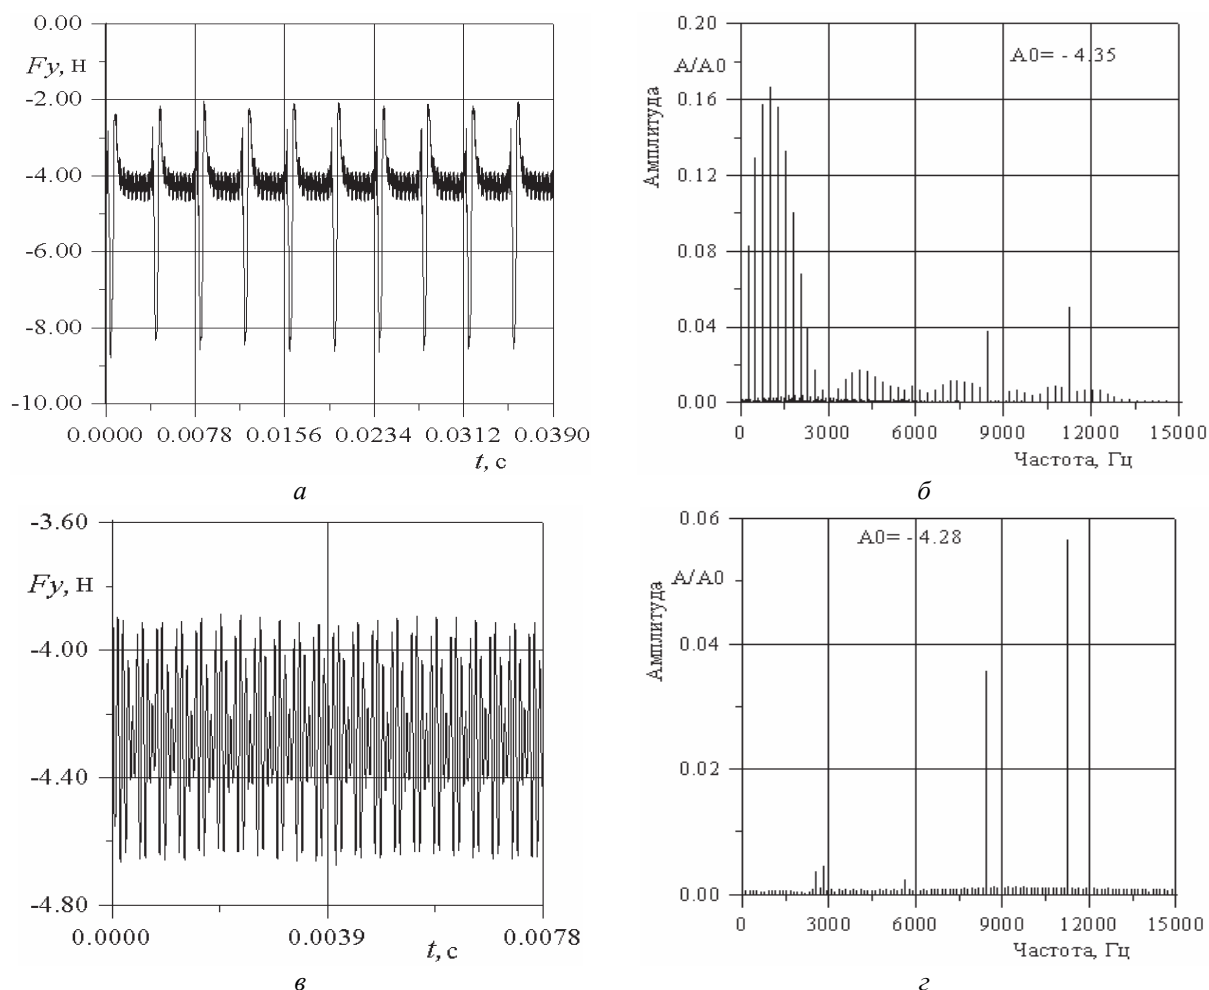 0.00
Fy, н
-2.00
-4.00
-6.00
-8.00
-10.00
0.0000 0.0078 0.0156 0.0234 0.0312 0.0390
t, с
а
0.20
A/A0
A0= - 4.35
Амплитуда
0.16
0.12
0.08
0.04
0.00
0 3000 6000 9000 12000 15000
Частота, Гц
б
-3.60
Fy, н
-4.00
-4.40
-4.80
0.0000 0.0039 0.0078
t, с
в
0.06
A0= - 4.28
A/A0
Амплитуда
0.04
0.02
0.00
0 3000 6000 9000 12000 15000
Частота, Гц
г